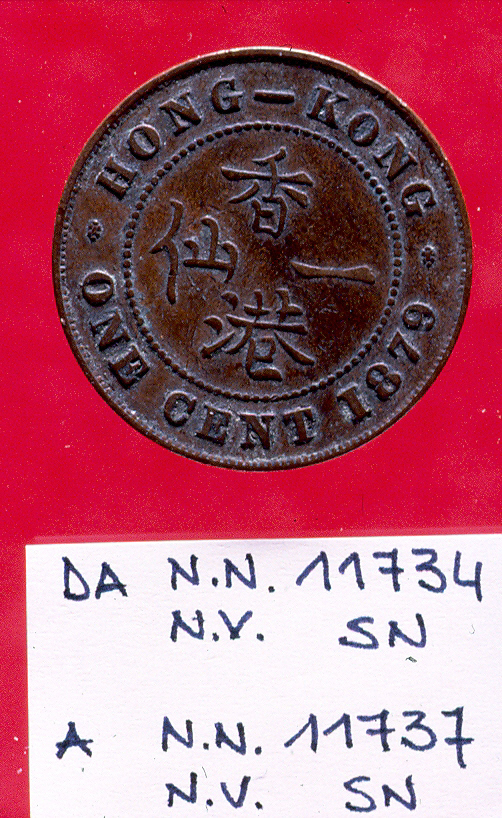 HONG-KONG
香港
一仙
ONE CENT 1879
DA N.N. 11734
N.V. SN
A N.N. 11737
N.V. SN